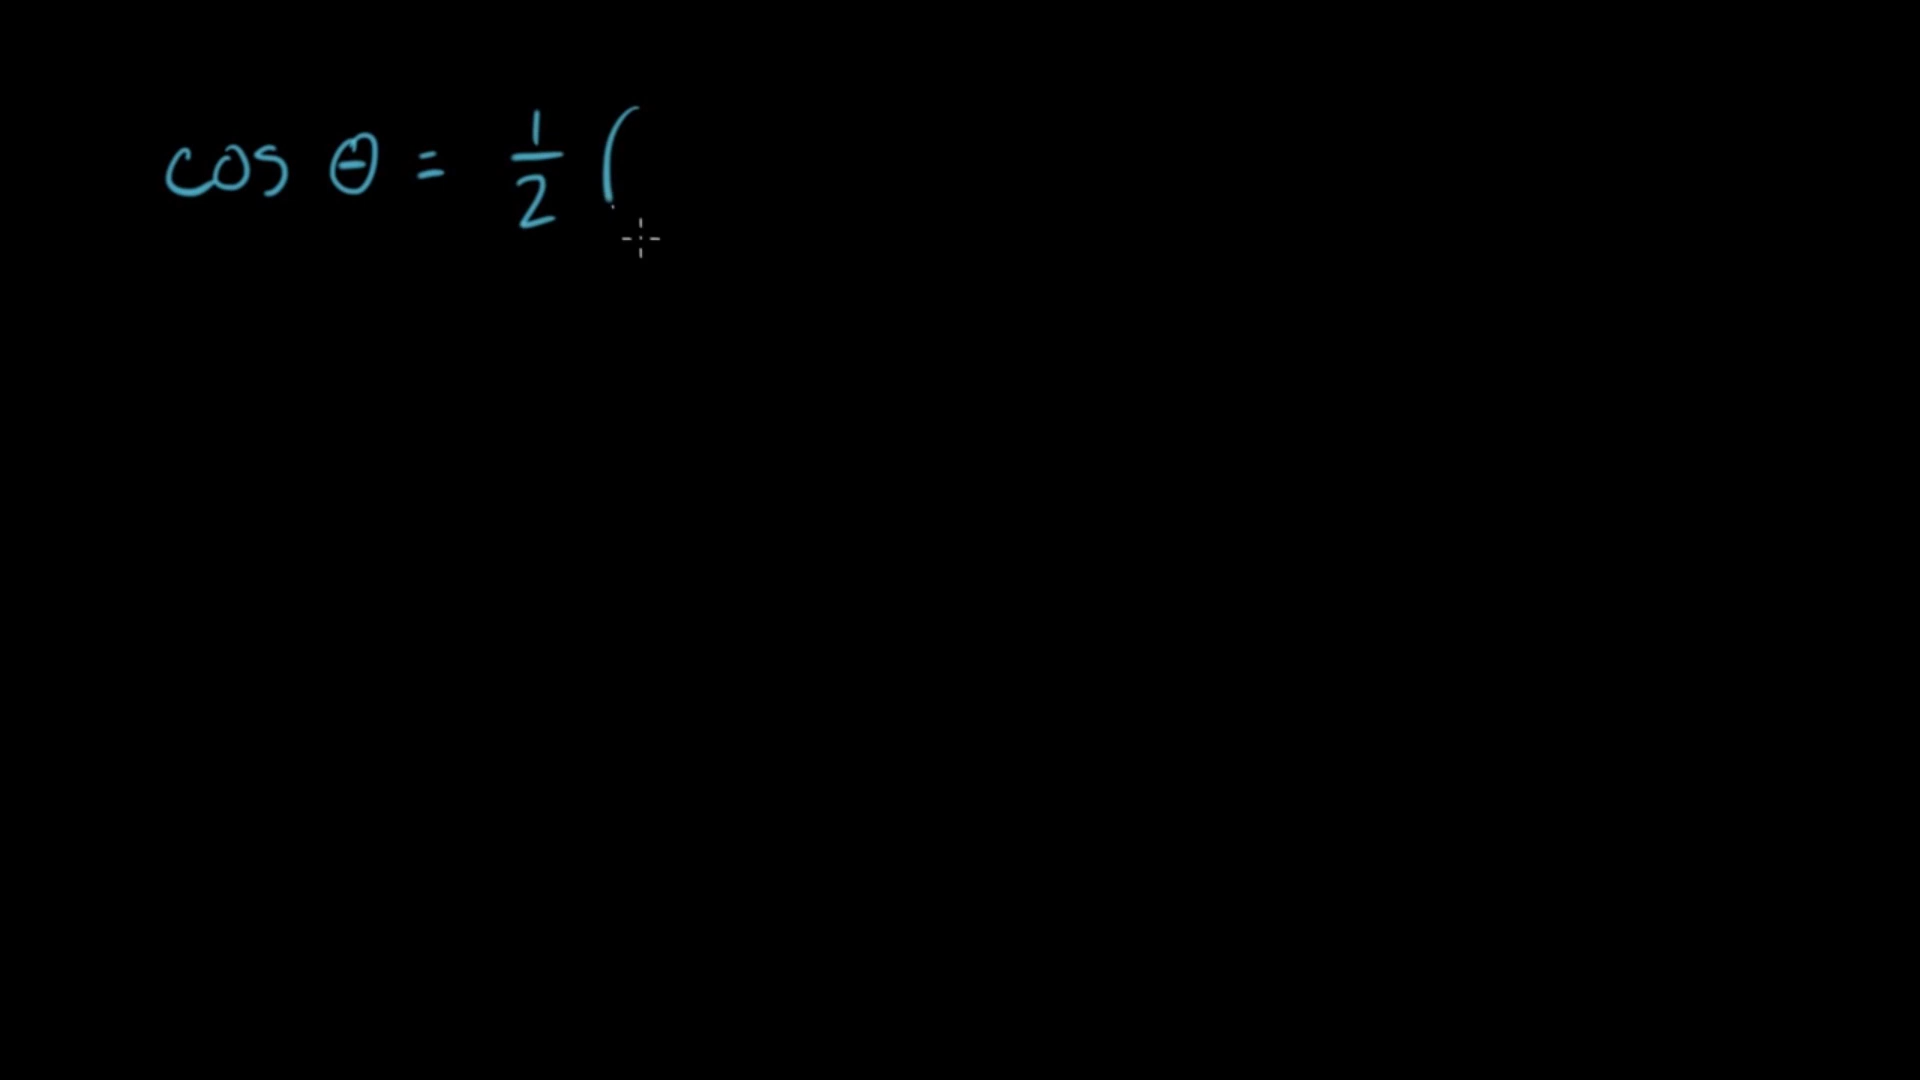 cos θ = 1/2 (